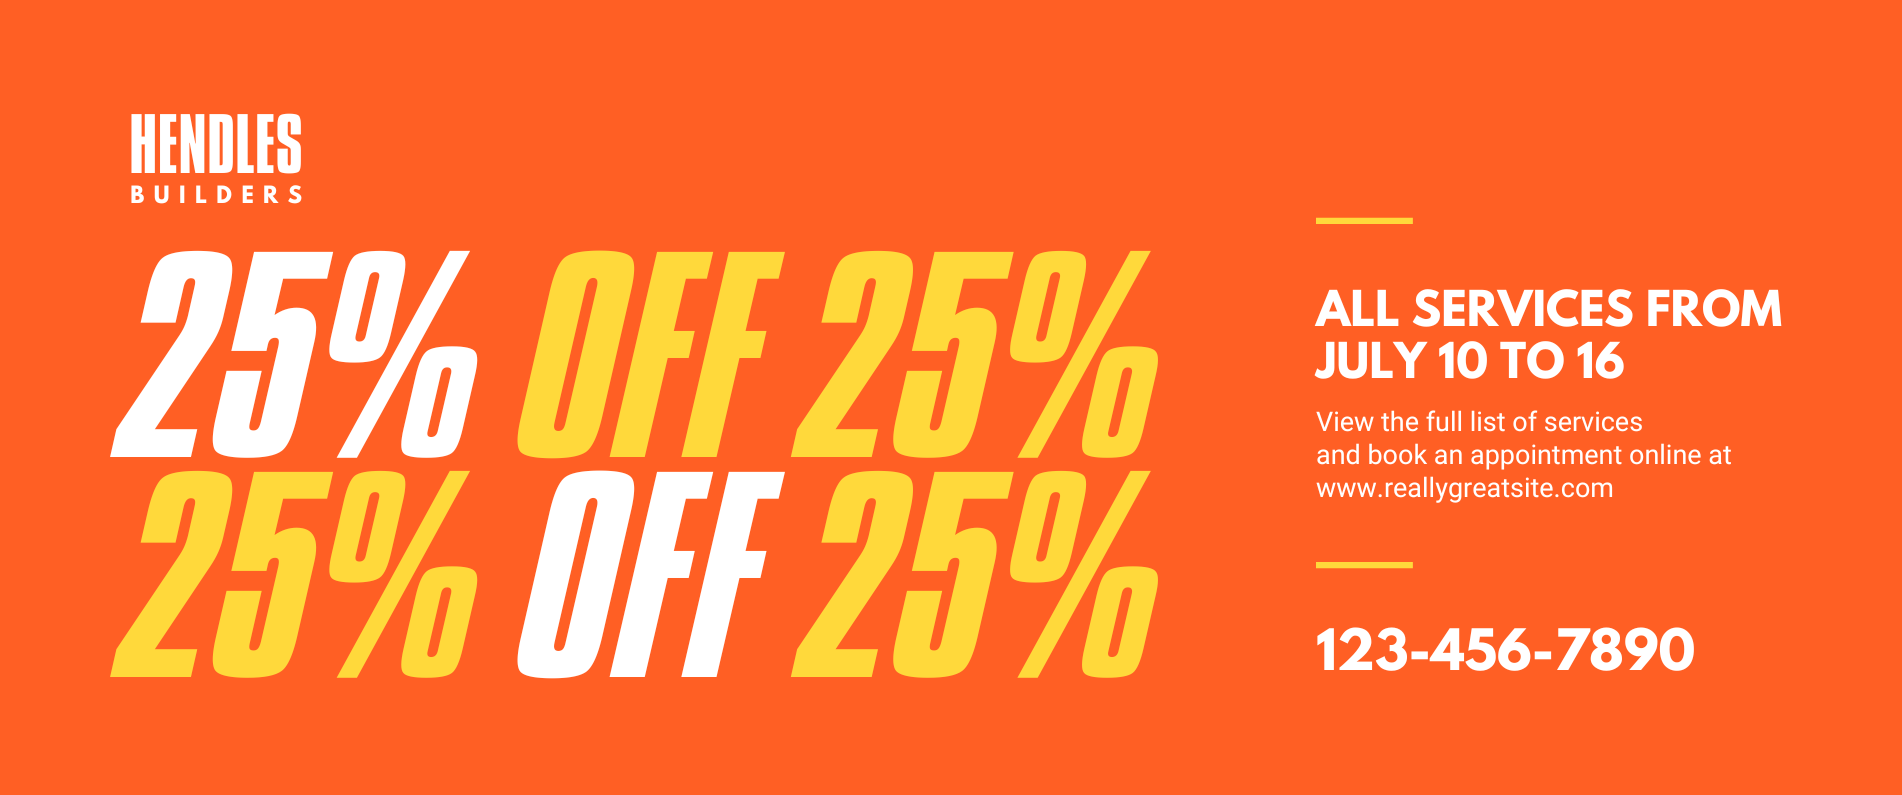 HENDLES
BUILDERS
25% OFF 25%
25% OFF 25%
ALL SERVICES FROM
JULY 10 TO 16
View the full list of services
and book an appointment online at
www.reallygreatsite.com
123-456-7890